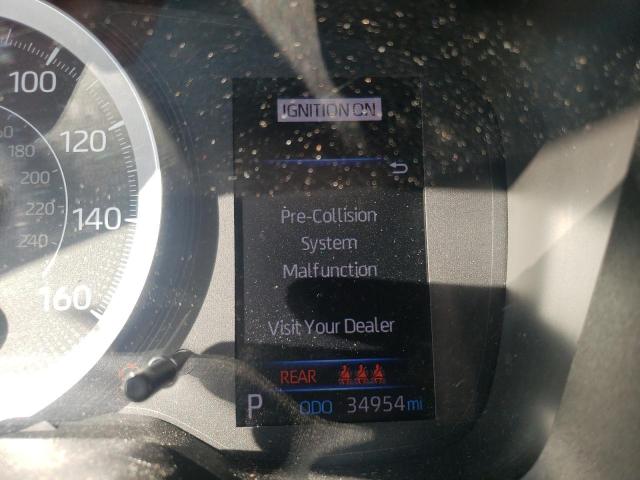 100
120
140
160
180
200
220
240
IGNITION ON
Pre-Collision
System
Malfunction
Visit Your Dealer
REAR
P ODO 34954 mi